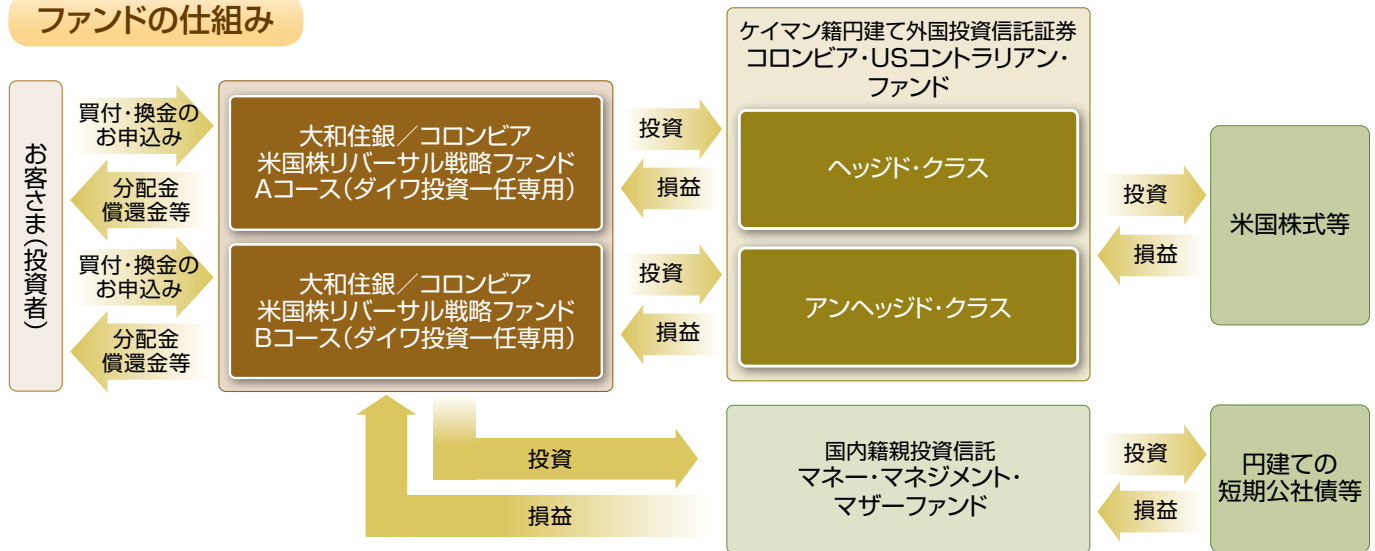 ファンドの仕組み
お客さま(投資者)
買付・換金の
お申込み
分配金
償還金等
買付・換金の
お申込み
分配金
償還金等
大和住銀／コロンビア
米国株リバーサル戦略ファンド
Aコース(ダイワ投資一任専用)
大和住銀／コロンビア
米国株リバーサル戦略ファンド
Bコース(ダイワ投資一任専用)
投資
損益
投資
損益
ケイマン籍円建て外国投資信託証券
コロンビア・USコントラリアン・
ファンド
ヘッジド・クラス
アンヘッジド・クラス
投資
損益
米国株式等
投資
損益
国内籍親投資信託
マネー・マネジメント・
マザーファンド
投資
損益
円建ての
短期公社債等